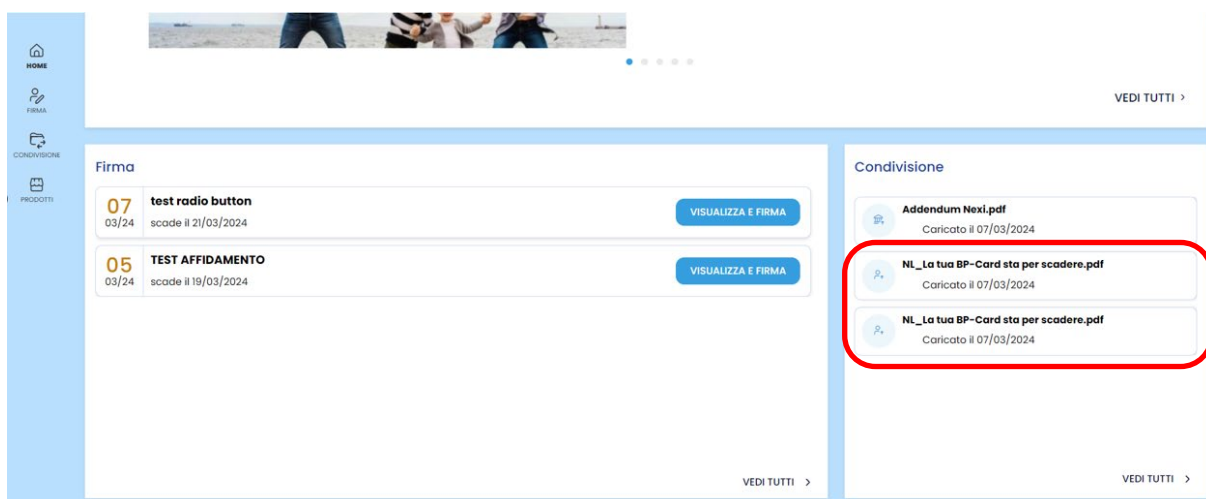 HOME
FIRMA
CONDIVISIONE
PRODOTTI
VEDI TUTTI >
Firma
07
03/24
test radio button
scade il 21/03/2024
VISUALIZZA E FIRMA
05
03/24
TEST AFFIDAMENTO
scade il 19/03/2024
VISUALIZZA E FIRMA
VEDI TUTTI >
Condivisione
Addendum Nexi.pdf
Caricato il 07/03/2024
NL_La tua BP-Card sta per scadere.pdf
Caricato il 07/03/2024
NL_La tua BP-Card sta per scadere.pdf
Caricato il 07/03/2024
VEDI TUTTI >